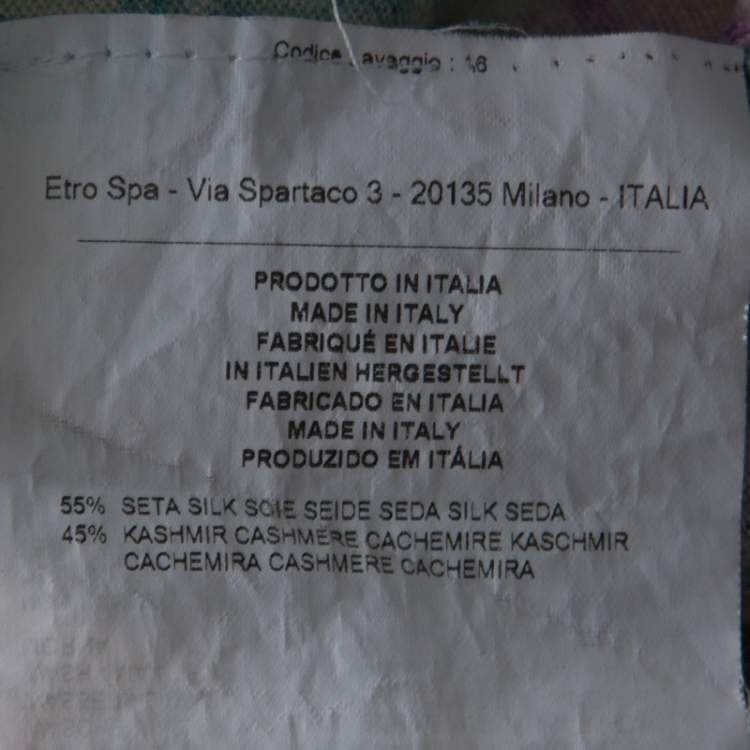 Codice Lavaggio : 16
Etro Spa - Via Spartaco 3 - 20135 Milano - ITALIA
PRODOTTO IN ITALIA
MADE IN ITALY
FABRIQUÉ EN ITALIE
IN ITALIEN HERGESTELLT
FABRICADO EN ITALIA
MADE IN ITALY
PRODUZIDO EM ITÁLIA
55% SETA SILK SOIE SEIDE SEDA SILK SEDA
45% KASHMIR CASHMERE CACHEMIRE KASCHMIR
CACHEMIRA CASHMERE CACHEMIRA